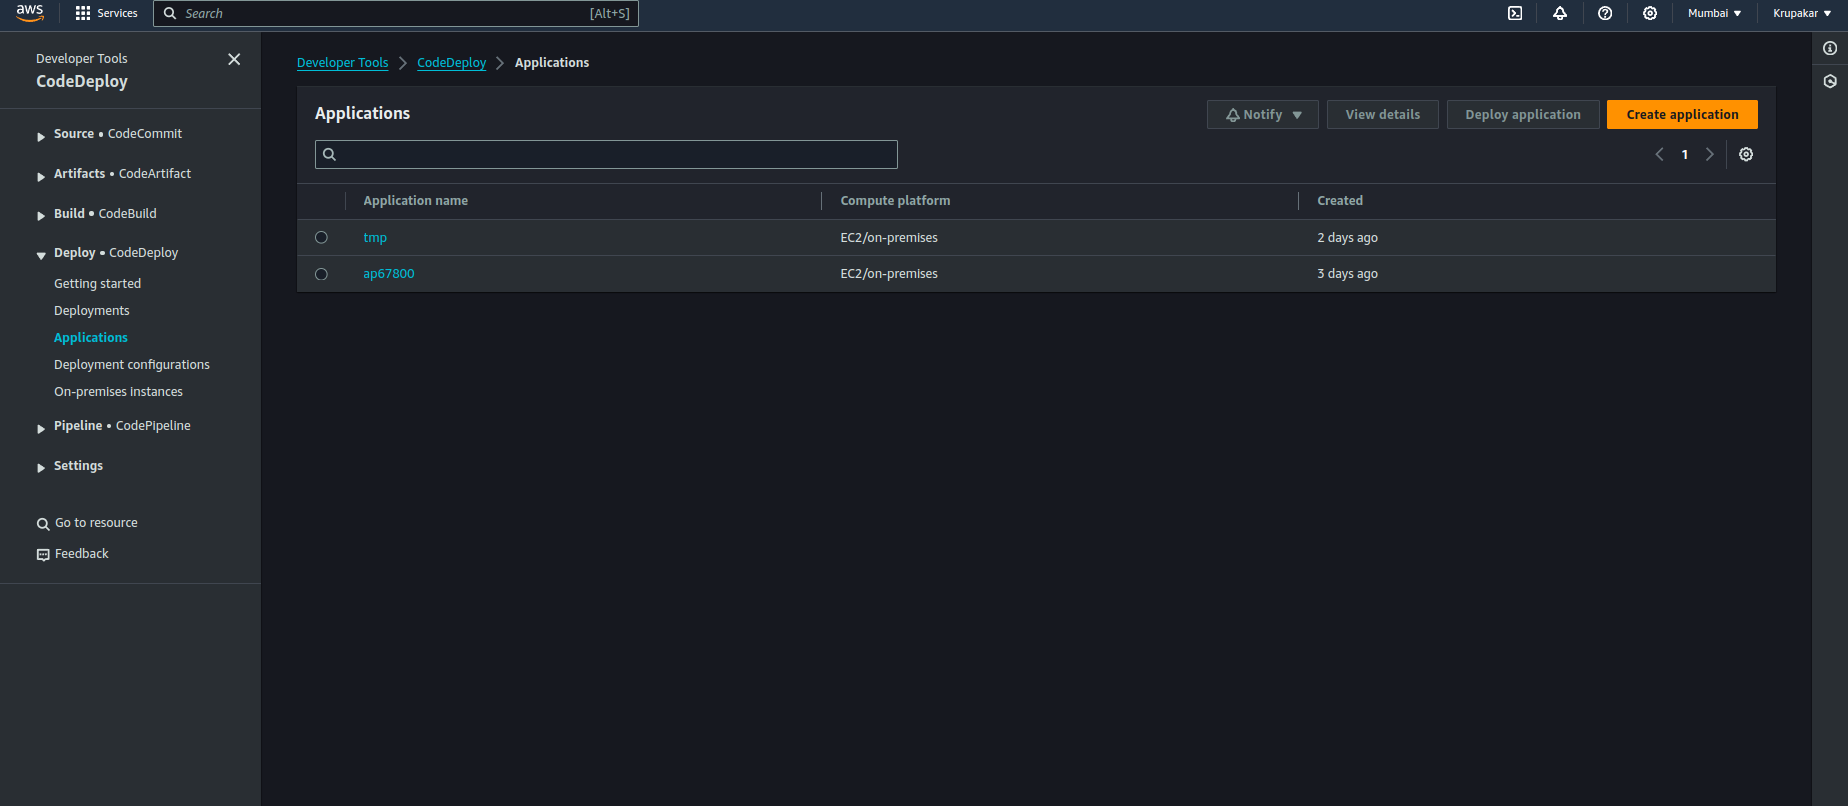 aws Services Search [Alt+S] Mumbai Krupakar
Developer Tools
CodeDeploy
Source • CodeCommit
Artifacts • CodeArtifact
Build • CodeBuild
Deploy • CodeDeploy
Getting started
Deployments
Applications
Deployment configurations
On-premises instances
Pipeline • CodePipeline
Settings
Go to resource
Feedback
Developer Tools > CodeDeploy > Applications
Applications
Notify View details Deploy application Create application
1
Application name Compute platform Created
tmp EC2/on-premises 2 days ago
ap67800 EC2/on-premises 3 days ago